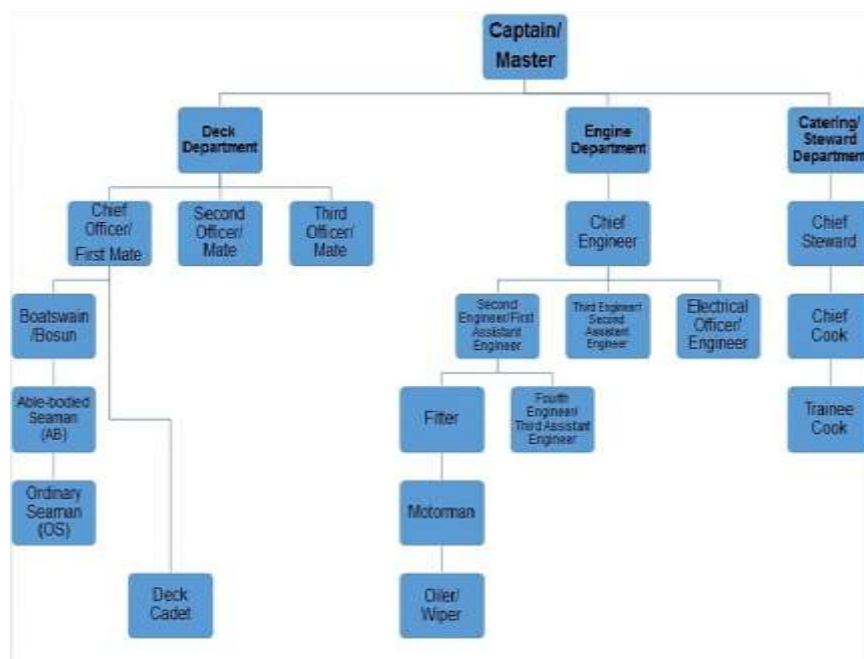 Captain/
Master
Deck
Department
Engine
Department
Catering/
Steward
Department
Chief
Officer/
First Mate
Second
Officer/
Mate
Third
Officer/
Mate
Chief
Engineer
Chief
Steward
Boatswain
/Bosun
Second
Engineer/First
Assistant
Engineer
Third Engineer/
Second
Assistant
Engineer
Electrical
Officer/
Engineer
Chief
Cook
Able-bodied
Seaman
(AB)
Fitter
Fourth
Engineer/
Third Assistant
Engineer
Trainee
Cook
Ordinary
Seaman
(OS)
Motorman
Deck
Cadet
Oiler/
Wiper